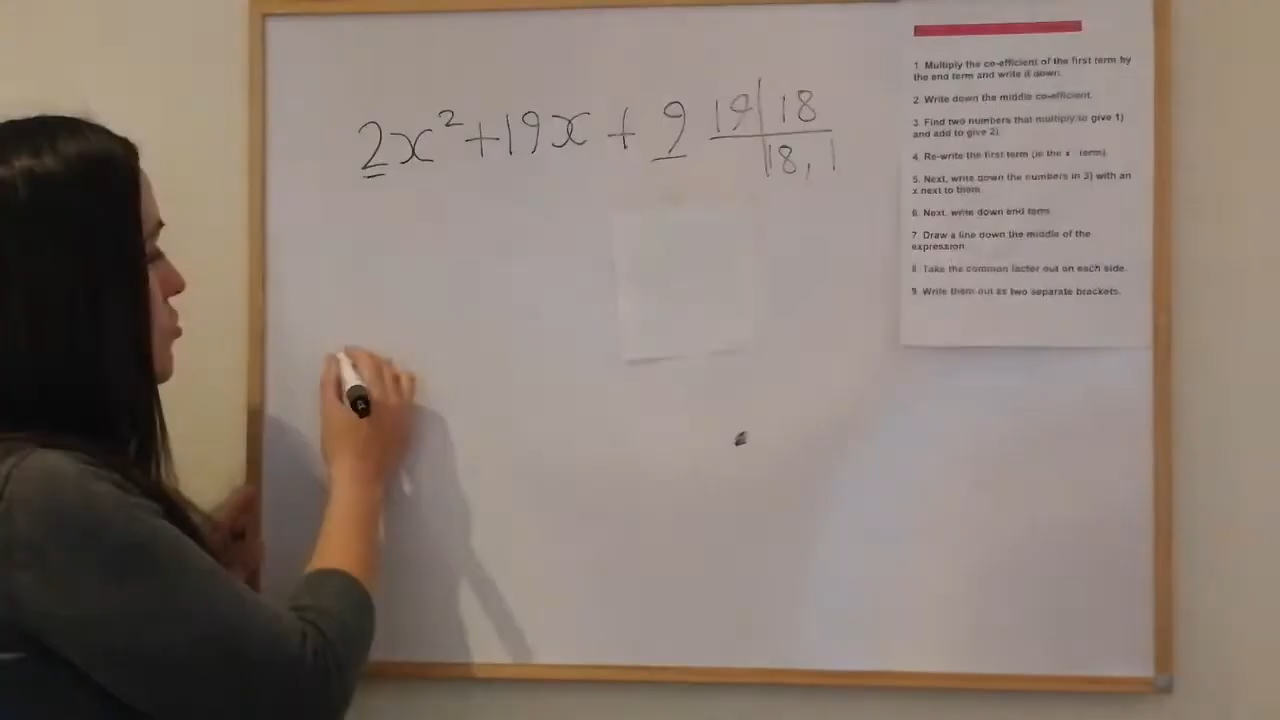 2x² + 19x + 9
19 | 18
18, 1
1. Multiply the co-efficient of the first term by
the end term and write it down.
2. Write down the middle co-efficient.
3. Find two numbers that multiply to give 1)
and add to give 2).
4. Re-write the first term (ie the x term).
5. Next, write down the numbers in 3) with an
x next to them.
6. Next, write down end term.
7. Draw a line down the middle of the
expression
8. Take the common factor out on each side.
9. Write them out as two separate brackets.